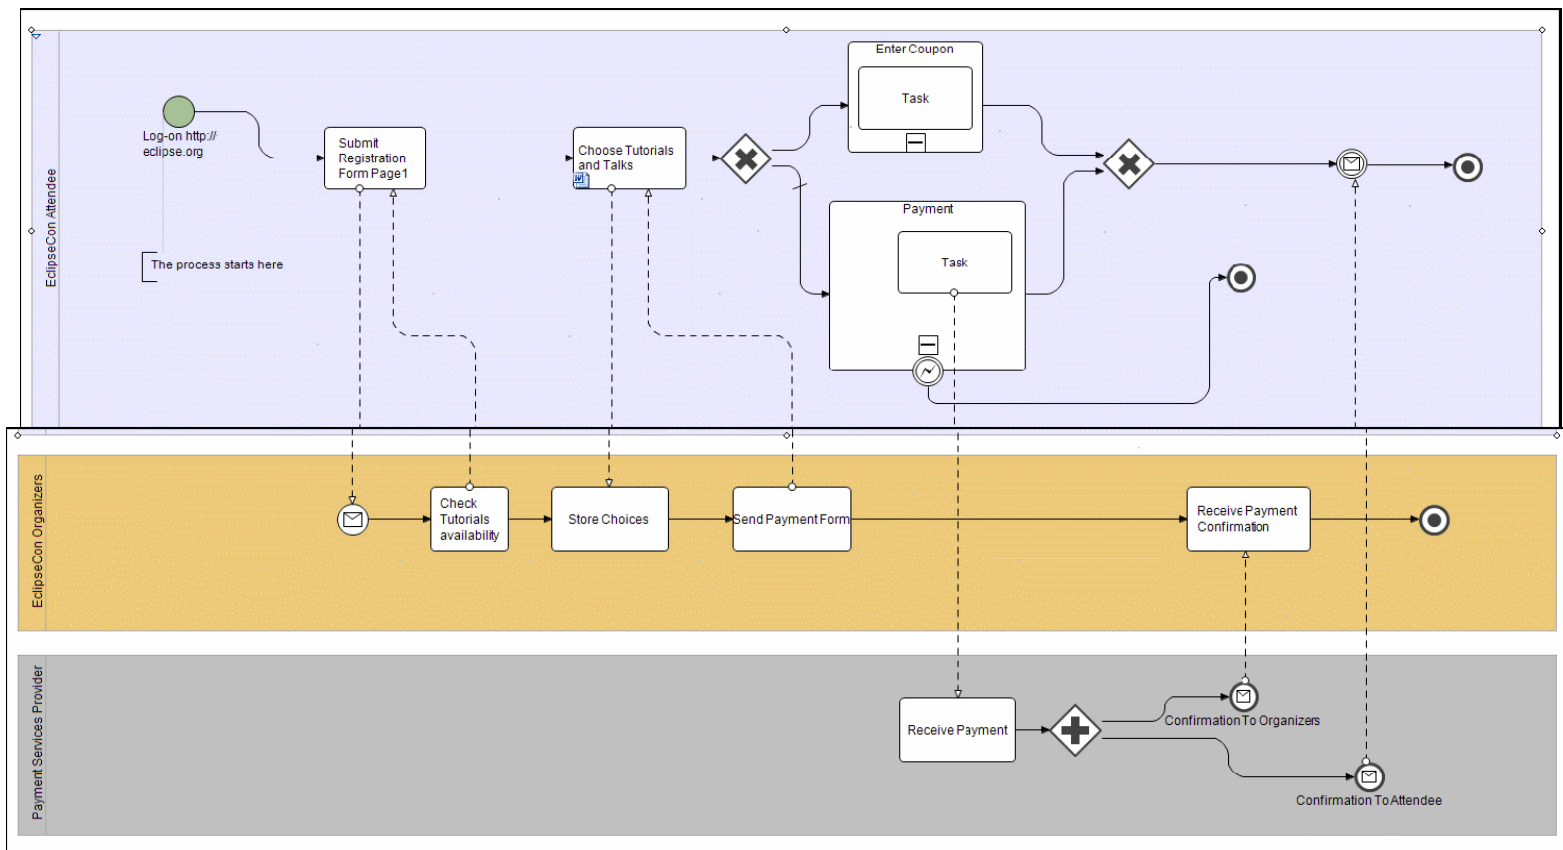 EclipseCon Attendee
Log-on http://
eclipse.org
The process starts here
Submit
Registration
Form Page1
Choose Tutorials
and Talks
Enter Coupon
Task
Payment
Task
EclipseCon Organizers
Check
Tutorials
availability
Store Choices
Send Payment Form
Receive Payment
Confirmation
Payment Services Provider
Receive Payment
Confirmation To Organizers
Confirmation To Attendee